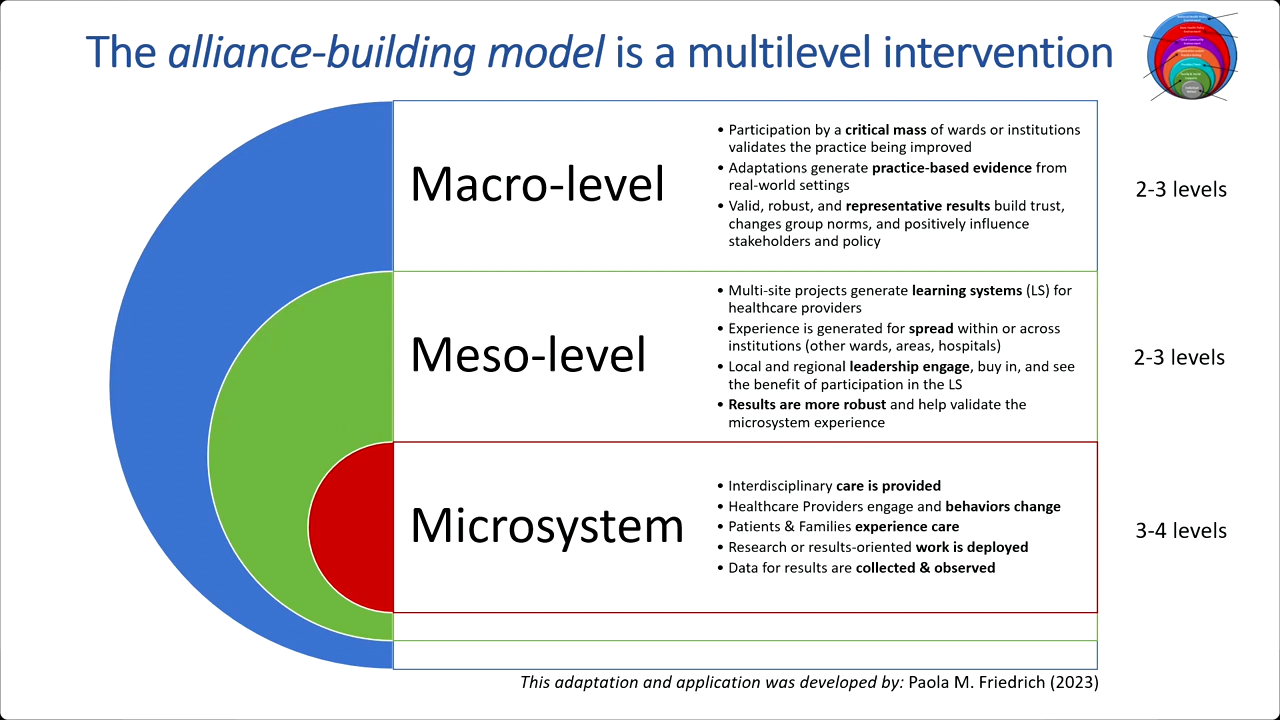 The alliance-building model is a multilevel intervention
Macro-level
• Participation by a critical mass of wards or institutions
validates the practice being improved
• Adaptations generate practice-based evidence from
real-world settings
• Valid, robust, and representative results build trust,
changes group norms, and positively influence
stakeholders and policy
2-3 levels
Meso-level
• Multi-site projects generate learning systems (LS) for
healthcare providers
• Experience is generated for spread within or across
institutions (other wards, areas, hospitals)
• Local and regional leadership engage, buy in, and see
the benefit of participation in the LS
• Results are more robust and help validate the
microsystem experience
2-3 levels
Microsystem
• Interdisciplinary care is provided
• Healthcare Providers engage and behaviors change
• Patients & Families experience care
• Research or results-oriented work is deployed
• Data for results are collected & observed
3-4 levels
This adaptation and application was developed by: Paola M. Friedrich (2023)